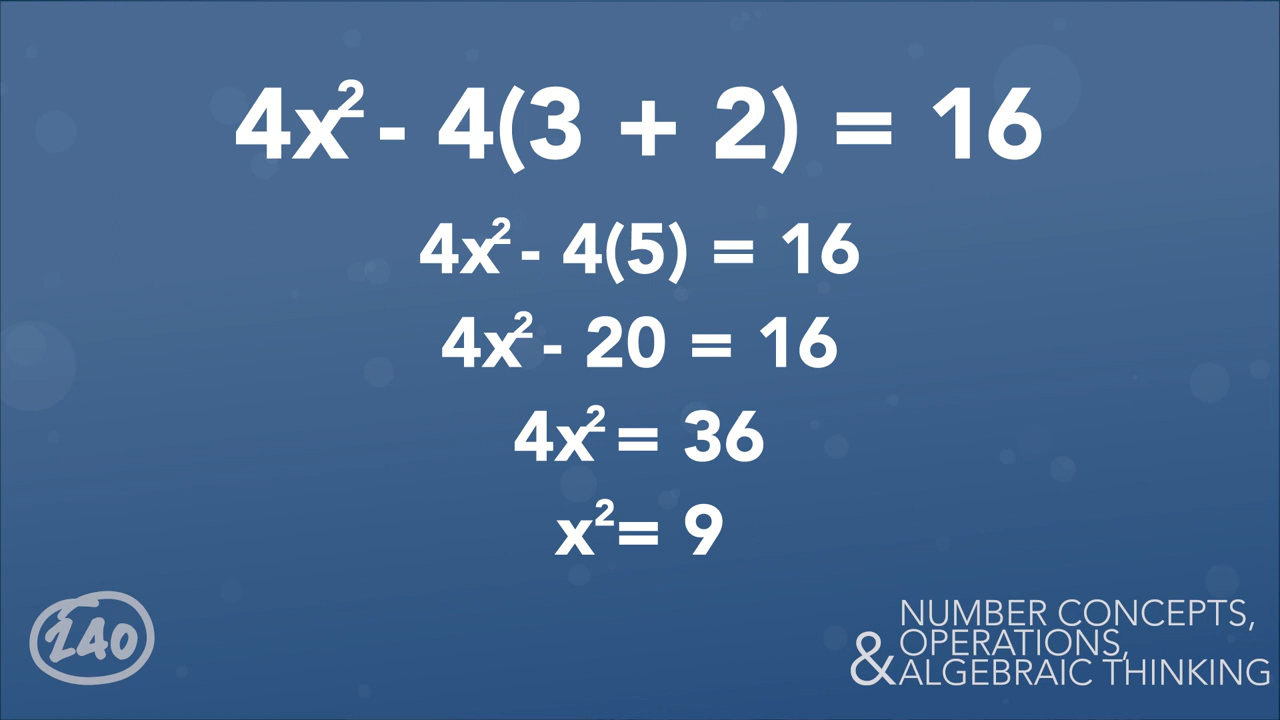 4x² - 4(3 + 2) = 16
4x² - 4(5) = 16
4x² - 20 = 16
4x² = 36
x² = 9
240
NUMBER CONCEPTS,
OPERATIONS,
& ALGEBRAIC THINKING